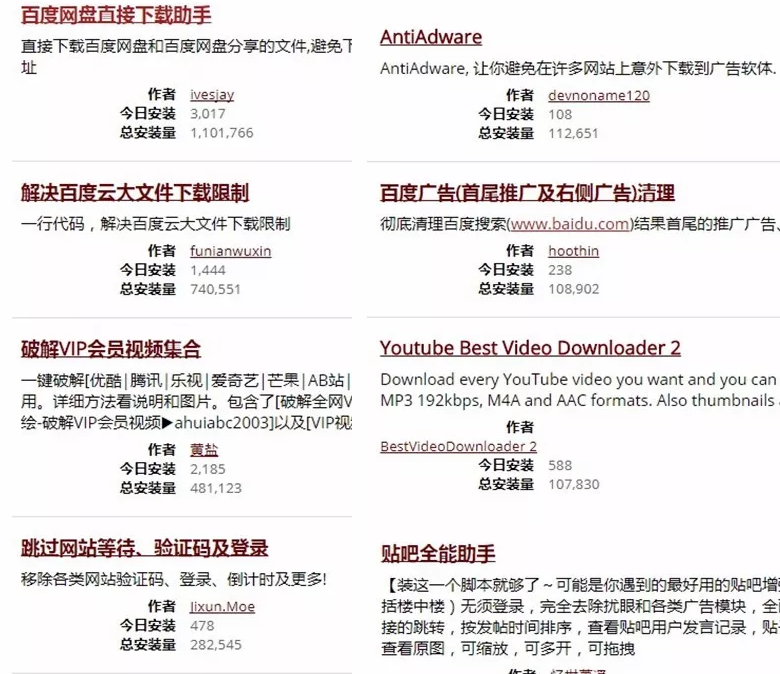 百度网盘直接下载助手
直接下载百度网盘和百度网盘分享的文件,避免下
址
作者 ivesjay
今日安装 3,017
总安装量 1,101,766
解决百度云大文件下载限制
一行代码，解决百度云大文件下载限制
作者 funianwuxin
今日安装 1,444
总安装量 740,551
破解VIP会员视频集合
一键破解[优酷|腾讯|乐视|爱奇艺|芒果|AB站|
用。详细方法看说明和图片。包含了[破解全网V
绘-破解VIP会员视频▶ahuiabc2003]以及[VIP视
作者 黄盐
今日安装 2,185
总安装量 481,123
跳过网站等待、验证码及登录
移除各类网站验证码、登录、倒计时及更多!
作者 Jixun.Moe
今日安装 478
总安装量 282,545
AntiAdware
AntiAdware, 让你避免在许多网站上意外下载到广告软体.
作者 devnoname120
今日安装 108
总安装量 112,651
百度广告(首尾推广及右侧广告)清理
彻底清理百度搜索(www.baidu.com)结果首尾的推广广告、
作者 hoothin
今日安装 238
总安装量 108,902
Youtube Best Video Downloader 2
Download every YouTube video you want and you can
MP3 192kbps, M4A and AAC formats. Also thumbnails
作者
BestVideoDownloader 2
今日安装 588
总安装量 107,830
贴吧全能助手
【装这一个脚本就够了～可能是你遇到的最好用的贴吧增
括楼中楼）无须登录，完全去除扰眼和各类广告模块，全
接的跳转，按发帖时间排序，查看贴吧用户发言记录，贴
查看原图，可缩放，可多开，可拖拽